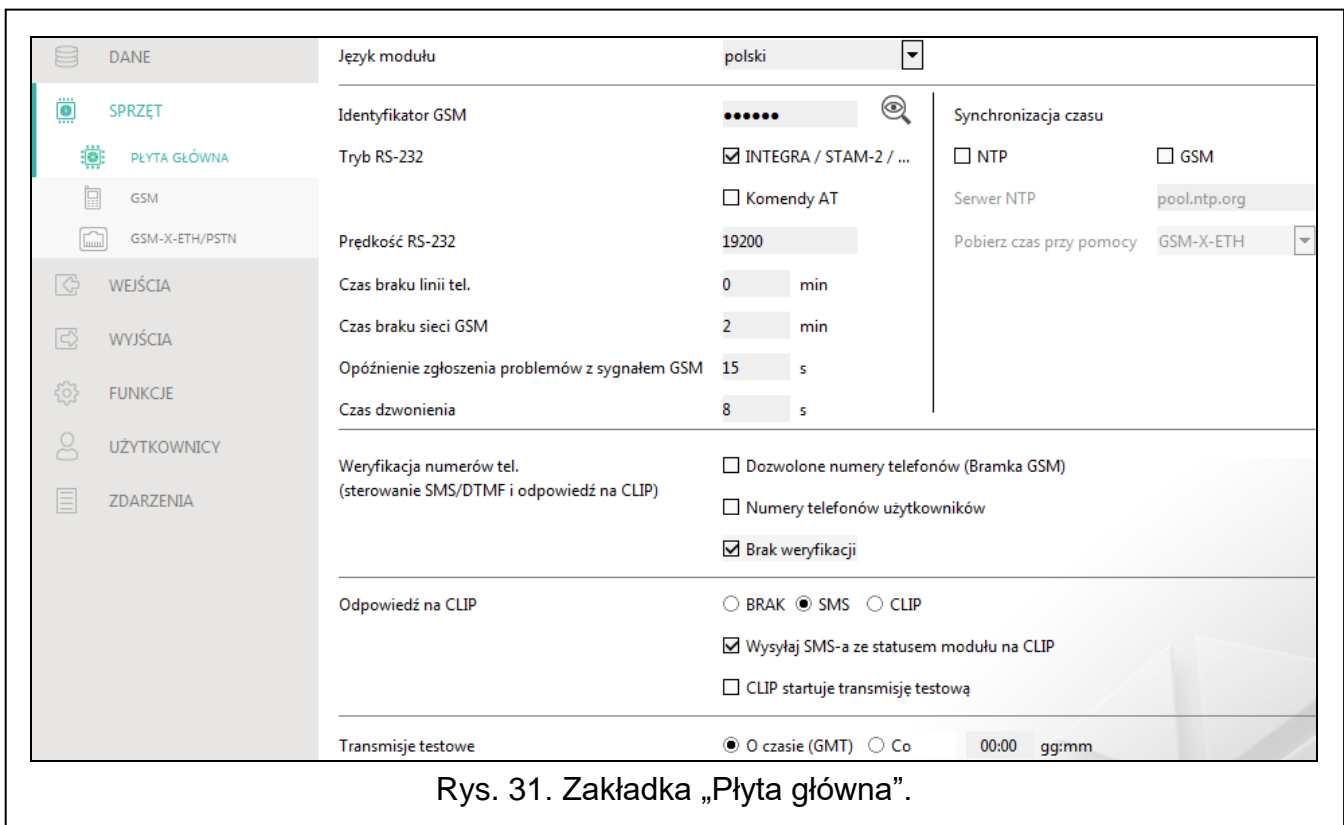 DANE
SPRZĘT
PŁYTA GŁÓWNA
GSM
GSM-X-ETH/PSTN
WEJŚCIA
WYJŚCIA
FUNKCJE
UŻYTKOWNICY
ZDARZENIA
Język modułu polski
Identyfikator GSM ●●●●●●
Tryb RS-232 INTEGRA / STAM-2 / ...
Komendy AT
Prędkość RS-232 19200
Czas braku linii tel. 0 min
Czas braku sieci GSM 2 min
Opóźnienie zgłoszenia problemów z sygnałem GSM 15 s
Czas dzwonienia 8 s
Synchronizacja czasu
NTP GSM
Serwer NTP pool.ntp.org
Pobierz czas przy pomocy GSM-X-ETH
Weryfikacja numerów tel.
(sterowanie SMS/DTMF i odpowiedź na CLIP)
Dozwolone numery telefonów (Bramka GSM)
Numery telefonów użytkowników
Brak weryfikacji
Odpowiedź na CLIP BRAK SMS CLIP
Wysyłaj SMS-a ze statusem modułu na CLIP
CLIP startuje transmisję testową
Transmisje testowe O czasie (GMT) Co 00:00 gg:mm
Rys. 31. Zakładka „Płyta główna”.